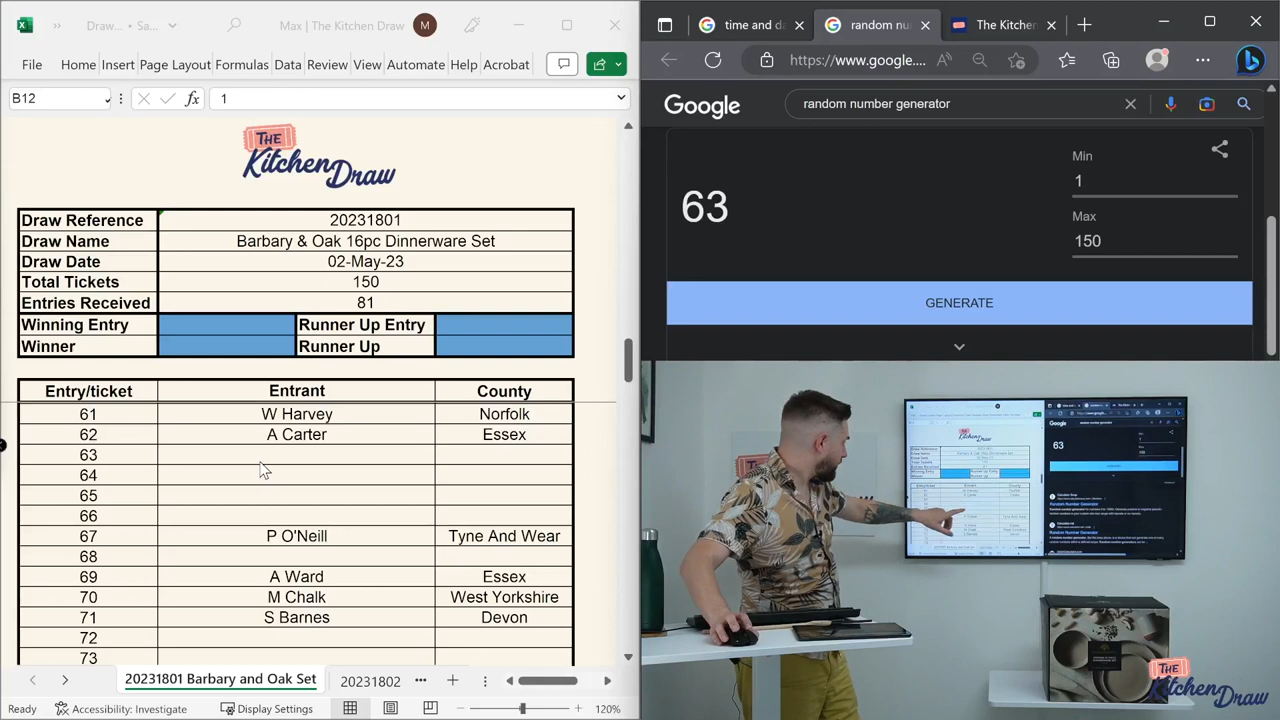 Draw... - Sa...
Max | The Kitchen Draw
M
File Home Insert Page Layout Formulas Data Review View Automate Help Acrobat
B12
fx 1
THE
Kitchen Draw
Draw Reference 20231801
Draw Name Barbary & Oak 16pc Dinnerware Set
Draw Date 02-May-23
Total Tickets 150
Entries Received 81
Winning Entry Runner Up Entry
Winner Runner Up
Entry/ticket Entrant County
61 W Harvey Norfolk
62 A Carter Essex
63
64
65
66
67 P O'Neill Tyne And Wear
68
69 A Ward Essex
70 M Chalk West Yorkshire
71 S Barnes Devon
72
73
20231801 Barbary and Oak Set 20231802
Ready Accessibility: Investigate Display Settings 120%
time and da
random nu
The Kitchen
https://www.google....
Google
random number generator
63
Min
1
Max
150
GENERATE
63
THE
Kitchen Draw